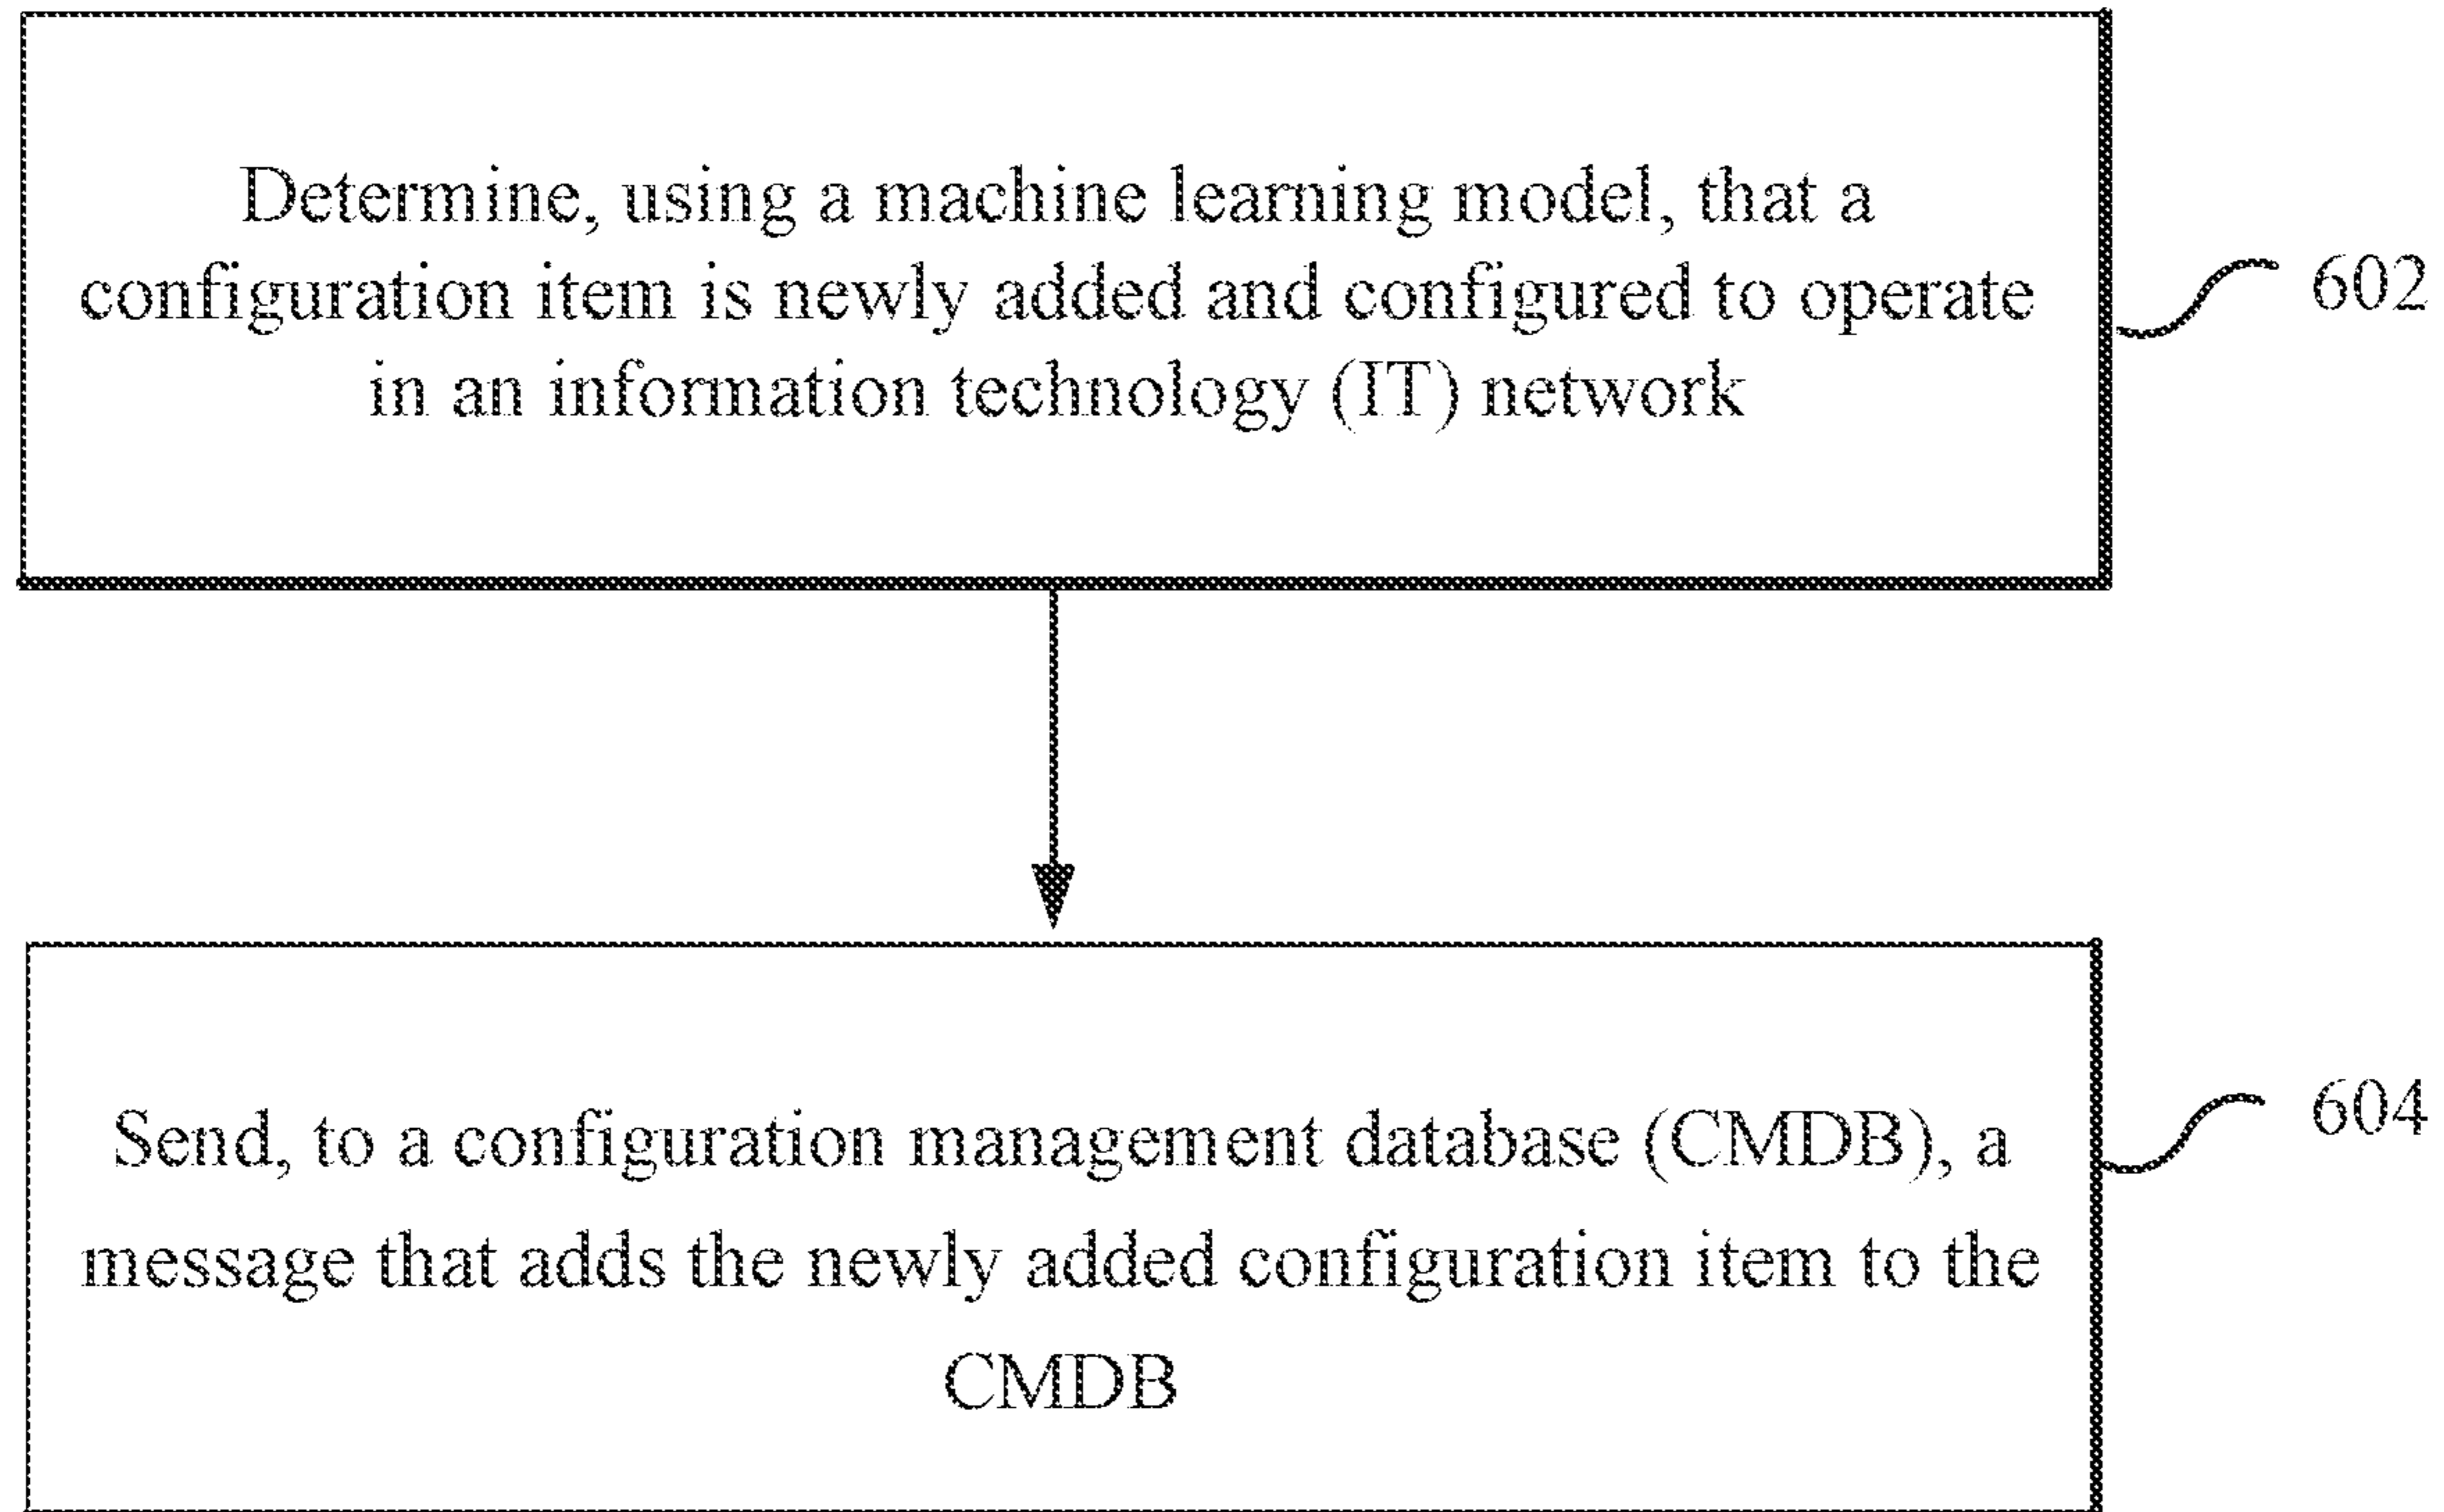 Determine, using a machine learning model, that a
configuration item is newly added and configured to operate
in an information technology (IT) network
602
Send, to a configuration management database (CMDB), a
message that adds the newly added configuration item to the
CMDB
604